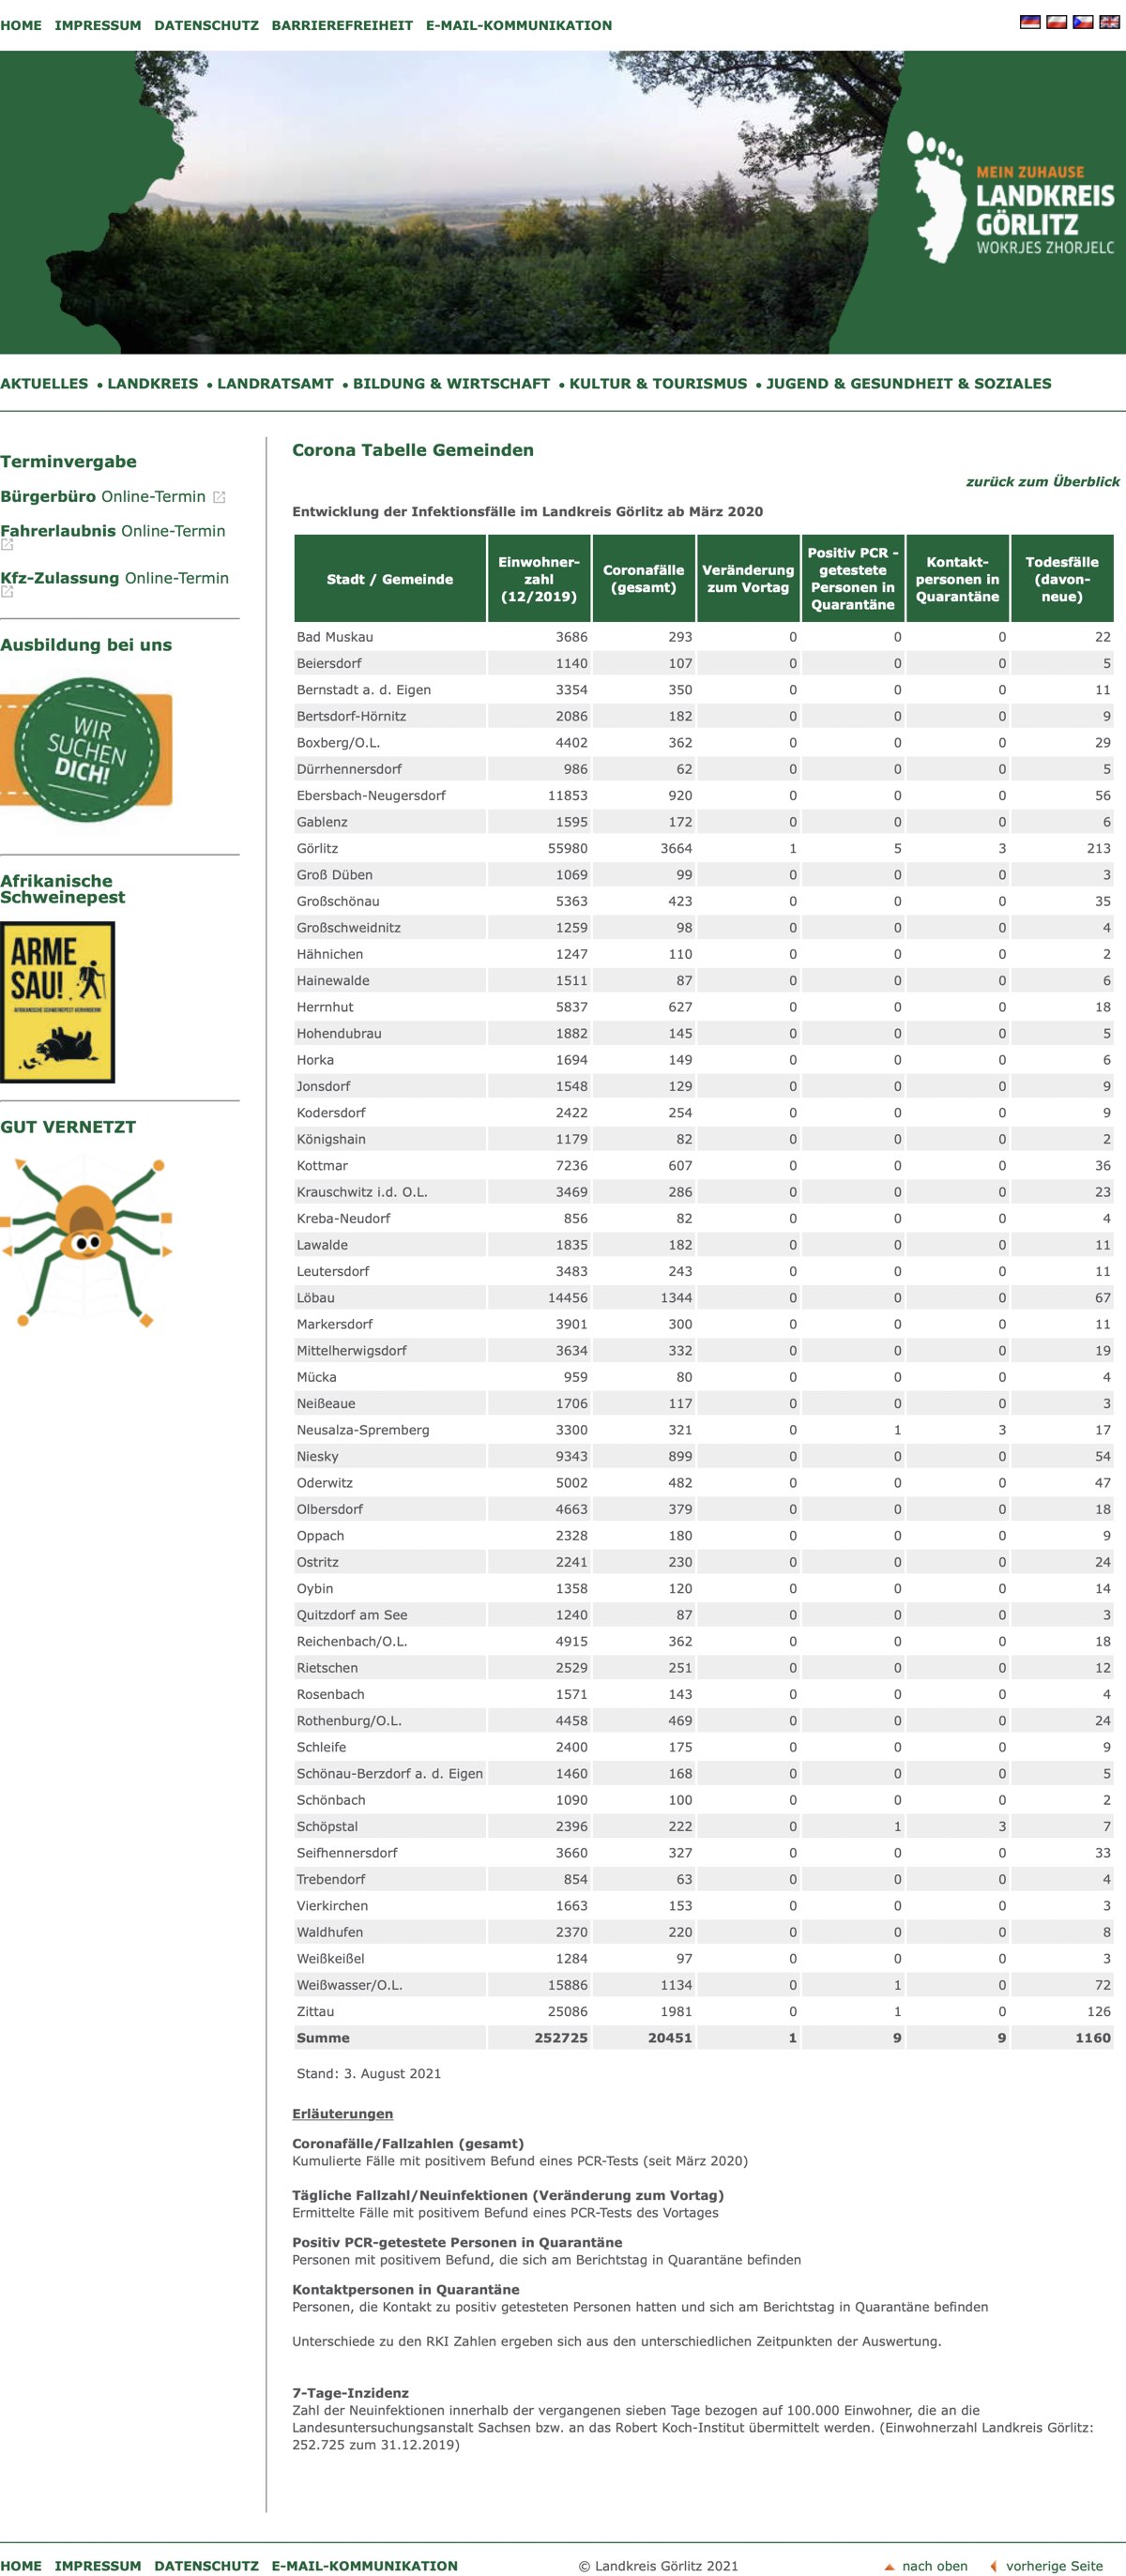 HOME IMPRESSUM DATENSCHUTZ BARRIEREFREIHEIT E-MAIL-KOMMUNIKATION
MEIN ZUHAUSE
LANDKREIS
GÖRLITZ
WOKRJES ZHORJELC
AKTUELLES • LANDKREIS • LANDRATSAMT • BILDUNG & WIRTSCHAFT • KULTUR & TOURISMUS • JUGEND & GESUNDHEIT & SOZIALES
Terminvergabe
Bürgerbüro Online-Termin
Fahrerlaubnis Online-Termin
Kfz-Zulassung Online-Termin
Ausbildung bei uns
WIR
SUCHEN
DICH!
Afrikanische
Schweinepest
ARME
SAU!
AFRIKANISCHE SCHWEINEPEST VERHINDERN!
GUT VERNETZT
Corona Tabelle Gemeinden
zurück zum Überblick
Entwicklung der Infektionsfälle im Landkreis Görlitz ab März 2020
Stadt / Gemeinde Einwohner-zahl (12/2019) Coronafälle (gesamt) Veränderung zum Vortag Positiv PCR - getestete Personen in Quarantäne Kontakt-personen in Quarantäne Todesfälle (davon-neue)
Bad Muskau 3686 293 0 0 0 22
Beiersdorf 1140 107 0 0 0 5
Bernstadt a. d. Eigen 3354 350 0 0 0 11
Bertsdorf-Hörnitz 2086 182 0 0 0 9
Boxberg/O.L. 4402 362 0 0 0 29
Dürrhennersdorf 986 62 0 0 0 5
Ebersbach-Neugersdorf 11853 920 0 0 0 56
Gablenz 1595 172 0 0 0 6
Görlitz 55980 3664 1 5 3 213
Groß Düben 1069 99 0 0 0 3
Großschönau 5363 423 0 0 0 35
Großschweidnitz 1259 98 0 0 0 4
Hähnichen 1247 110 0 0 0 2
Hainewalde 1511 87 0 0 0 6
Herrnhut 5837 627 0 0 0 18
Hohendubrau 1882 145 0 0 0 5
Horka 1694 149 0 0 0 6
Jonsdorf 1548 129 0 0 0 9
Kodersdorf 2422 254 0 0 0 9
Königshain 1179 82 0 0 0 2
Kottmar 7236 607 0 0 0 36
Krauschwitz i.d. O.L. 3469 286 0 0 0 23
Kreba-Neudorf 856 82 0 0 0 4
Lawalde 1835 182 0 0 0 11
Leutersdorf 3483 243 0 0 0 11
Löbau 14456 1344 0 0 0 67
Markersdorf 3901 300 0 0 0 11
Mittelherwigsdorf 3634 332 0 0 0 19
Mücka 959 80 0 0 0 4
Neißeaue 1706 117 0 0 0 3
Neusalza-Spremberg 3300 321 0 1 3 17
Niesky 9343 899 0 0 0 54
Oderwitz 5002 482 0 0 0 47
Olbersdorf 4663 379 0 0 0 18
Oppach 2328 180 0 0 0 9
Ostritz 2241 230 0 0 0 24
Oybin 1358 120 0 0 0 14
Quitzdorf am See 1240 87 0 0 0 3
Reichenbach/O.L. 4915 362 0 0 0 18
Rietschen 2529 251 0 0 0 12
Rosenbach 1571 143 0 0 0 4
Rothenburg/O.L. 4458 469 0 0 0 24
Schleife 2400 175 0 0 0 9
Schönau-Berzdorf a. d. Eigen 1460 168 0 0 0 5
Schönbach 1090 100 0 0 0 2
Schöpstal 2396 222 0 1 3 7
Seifhennersdorf 3660 327 0 0 0 33
Trebendorf 854 63 0 0 0 4
Vierkirchen 1663 153 0 0 0 3
Waldhufen 2370 220 0 0 0 8
Weißkeißel 1284 97 0 0 0 3
Weißwasser/O.L. 15886 1134 0 1 0 72
Zittau 25086 1981 0 1 0 126
Summe 252725 20451 1 9 9 1160
Stand: 3. August 2021
Erläuterungen
Coronafälle/Fallzahlen (gesamt)
Kumulierte Fälle mit positivem Befund eines PCR-Tests (seit März 2020)
Tägliche Fallzahl/Neuinfektionen (Veränderung zum Vortag)
Ermittelte Fälle mit positivem Befund eines PCR-Tests des Vortages
Positiv PCR-getestete Personen in Quarantäne
Personen mit positivem Befund, die sich am Berichtstag in Quarantäne befinden
Kontaktpersonen in Quarantäne
Personen, die Kontakt zu positiv getesteten Personen hatten und sich am Berichtstag in Quarantäne befinden
Unterschiede zu den RKI Zahlen ergeben sich aus den unterschiedlichen Zeitpunkten der Auswertung.
7-Tage-Inzidenz
Zahl der Neuinfektionen innerhalb der vergangenen sieben Tage bezogen auf 100.000 Einwohner, die an die
Landesuntersuchungsanstalt Sachsen bzw. an das Robert Koch-Institut übermittelt werden. (Einwohnerzahl Landkreis Görlitz:
252.725 zum 31.12.2019)
HOME IMPRESSUM DATENSCHUTZ E-MAIL-KOMMUNIKATION © Landkreis Görlitz 2021 nach oben vorherige Seite